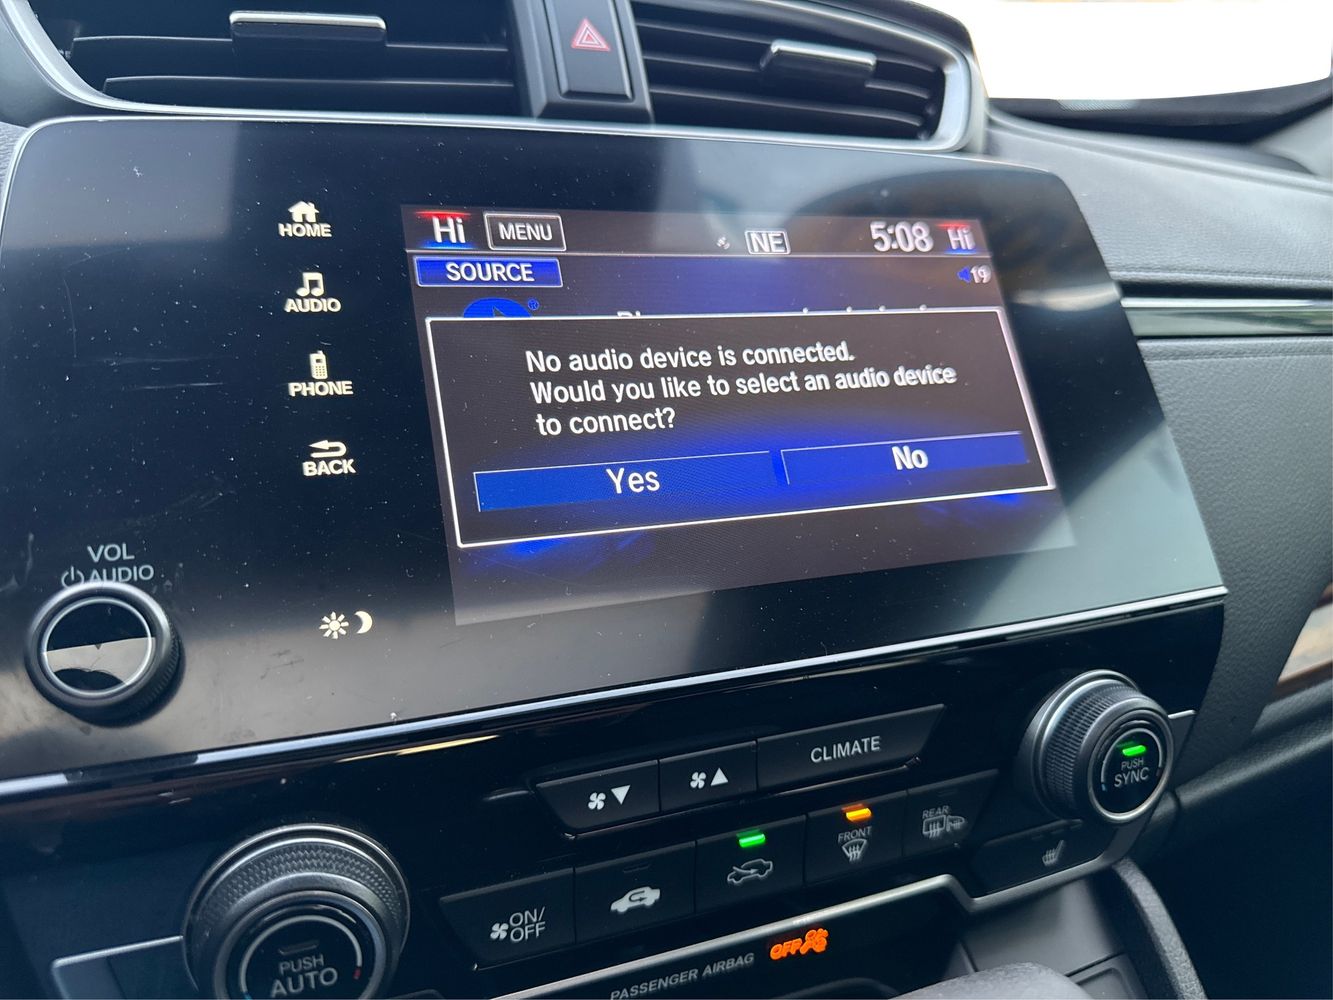 HOME
AUDIO
PHONE
BACK
VOL
AUDIO
Hi MENU NE 5:08 Hi
SOURCE 19
No audio device is connected.
Would you like to select an audio device
to connect?
Yes No
CLIMATE
PUSH
SYNC
FRONT
REAR
ON/
OFF
PUSH
AUTO
PASSENGER AIRBAG OFF